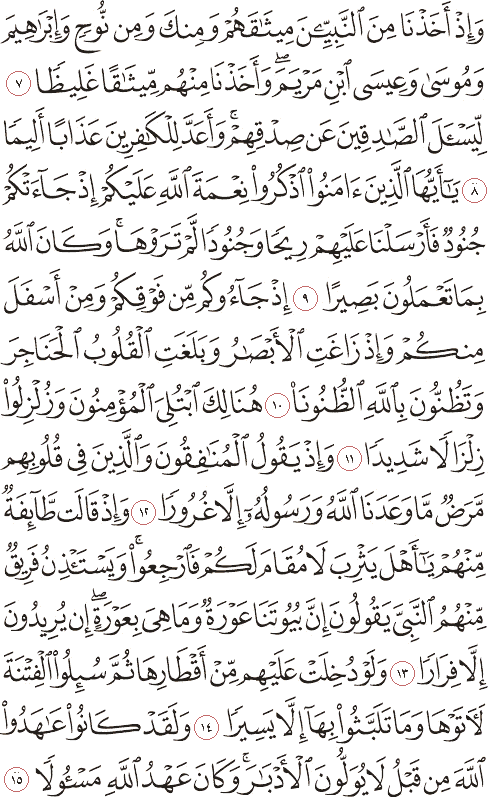 وَإِذْ أَخَذْنَا مِنَ ٱلنَّبِيِّـۧنَ مِيثَـٰقَهُمْ وَمِنكَ وَمِن نُّوحٍ وَإِبْرَٰهِيمَ
وَمُوسَىٰ وَعِيسَى ٱبْنِ مَرْيَمَ ۖ وَأَخَذْنَا مِنْهُم مِّيثَـٰقًا غَلِيظًا ٧
لِّيَسْـَٔلَ ٱلصَّـٰدِقِينَ عَن صِدْقِهِمْ ۚ وَأَعَدَّ لِلْكَـٰفِرِينَ عَذَابًا أَلِيمًا
٨ يَـٰٓأَيُّهَا ٱلَّذِينَ ءَامَنُوا۟ ٱذْكُرُوا۟ نِعْمَةَ ٱللَّهِ عَلَيْكُمْ إِذْ جَآءَتْكُمْ
جُنُودٌ فَأَرْسَلْنَا عَلَيْهِمْ رِيحًا وَجُنُودًا لَّمْ تَرَوْهَا ۚ وَكَانَ ٱللَّهُ
بِمَا تَعْمَلُونَ بَصِيرًا ٩ إِذْ جَآءُوكُم مِّن فَوْقِكُمْ وَمِنْ أَسْفَلَ
مِنكُمْ وَإِذْ زَاغَتِ ٱلْأَبْصَـٰرُ وَبَلَغَتِ ٱلْقُلُوبُ ٱلْحَنَاجِرَ
وَتَظُنُّونَ بِٱللَّهِ ٱلظُّنُونَا۠ ١٠ هُنَالِكَ ٱبْتُلِىَ ٱلْمُؤْمِنُونَ وَزُلْزِلُوا۟
زِلْزَالًا شَدِيدًا ١١ وَإِذْ يَقُولُ ٱلْمُنَـٰفِقُونَ وَٱلَّذِينَ فِى قُلُوبِهِم
مَّرَضٌ مَّا وَعَدَنَا ٱللَّهُ وَرَسُولُهُۥٓ إِلَّا غُرُورًا ١٢ وَإِذْ قَالَت طَّآئِفَةٌ
مِّنْهُمْ يَـٰٓأَهْلَ يَثْرِبَ لَا مُقَامَ لَكُمْ فَٱرْجِعُوا۟ ۚ وَيَسْتَـْٔذِنُ فَرِيقٌ
مِّنْهُمُ ٱلنَّبِىَّ يَقُولُونَ إِنَّ بُيُوتَنَا عَوْرَةٌ وَمَا هِىَ بِعَوْرَةٍ ۖ إِن يُرِيدُونَ
إِلَّا فِرَارًا ١٣ وَلَوْ دُخِلَتْ عَلَيْهِم مِّنْ أَقْطَارِهَا ثُمَّ سُئِلُوا۟ ٱلْفِتْنَةَ
لَـَٔاتَوْهَا وَمَا تَلَبَّثُوا۟ بِهَآ إِلَّا يَسِيرًا ١٤ وَلَقَدْ كَانُوا۟ عَـٰهَدُوا۟
ٱللَّهَ مِن قَبْلُ لَا يُوَلُّونَ ٱلْأَدْبَـٰرَ ۚ وَكَانَ عَهْدُ ٱللَّهِ مَسْـُٔولًا ١٥